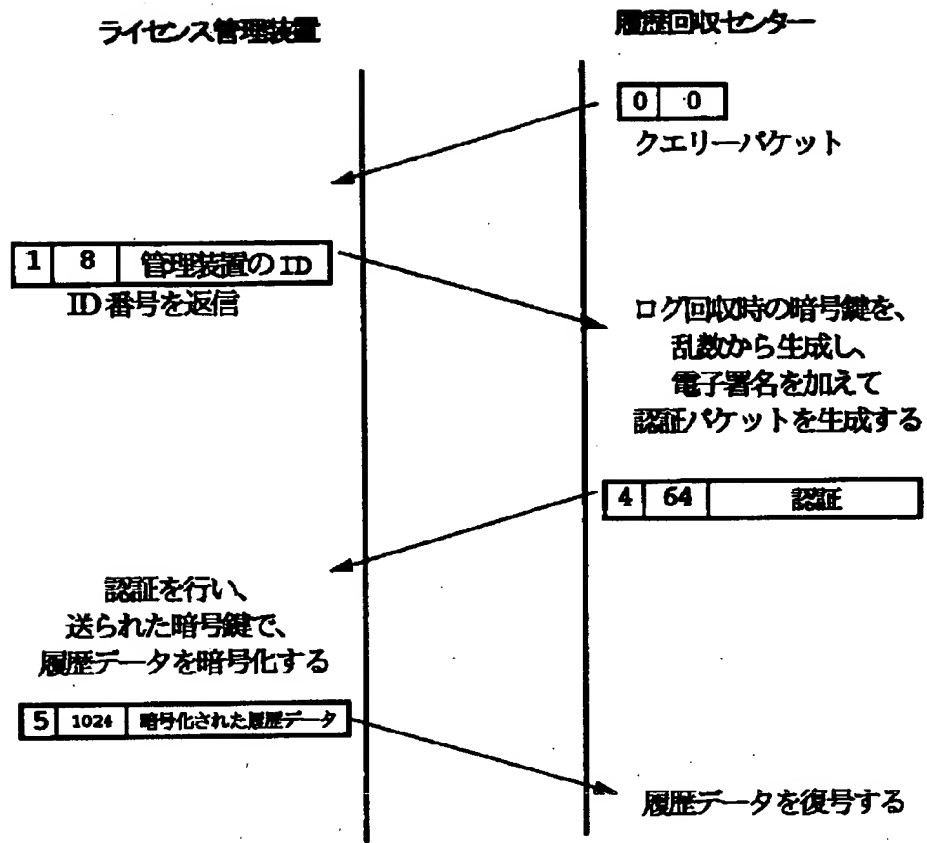 ライセンス管理装置
履歴回収センター
0 0
クエリーパケット
1 8 管理装置の ID
ID 番号を返信
ログ回収時の暗号鍵を、
乱数から生成し、
電子署名を加えて
認証パケットを生成する
4 64 認証
認証を行い、
送られた暗号鍵で、
履歴データを暗号化する
5 1024 暗号化された履歴データ
履歴データを復号する